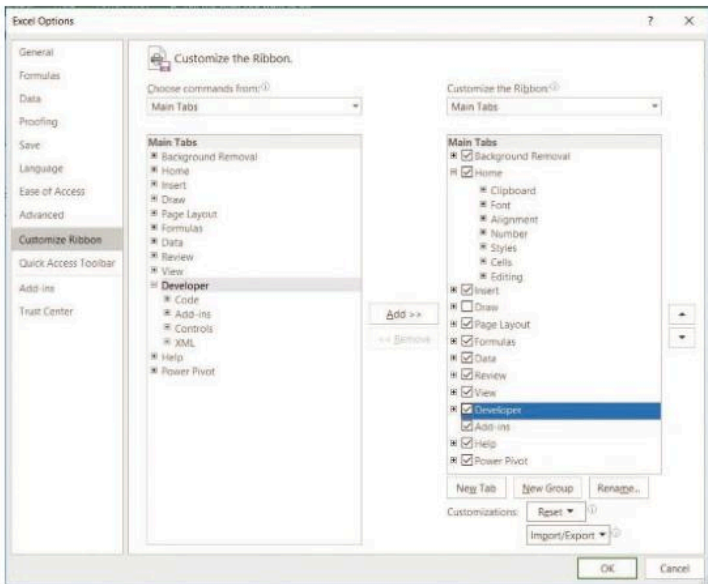 Excel Options
?
General
Formulas
Data
Proofing
Save
Language
Ease of Access
Advanced
Customize Ribbon
Quick Access Toolbar
Add-ins
Trust Center
Customize the Ribbon.
Choose commands from:
Main Tabs
Main Tabs
Background Removal
Home
Insert
Draw
Page Layout
Formulas
Data
Review
View
Developer
Code
Add-ins
Controls
XML
Help
Power Pivot
Add >>
<< Remove
Customize the Ribbon:
Main Tabs
Main Tabs
Background Removal
Home
Clipboard
Font
Alignment
Number
Styles
Cells
Editing
Insert
Draw
Page Layout
Formulas
Data
Review
View
Developer
Add-ins
Help
Power Pivot
New Tab
New Group
Rename...
Customizations:
Reset
Import/Export
OK
Cancel